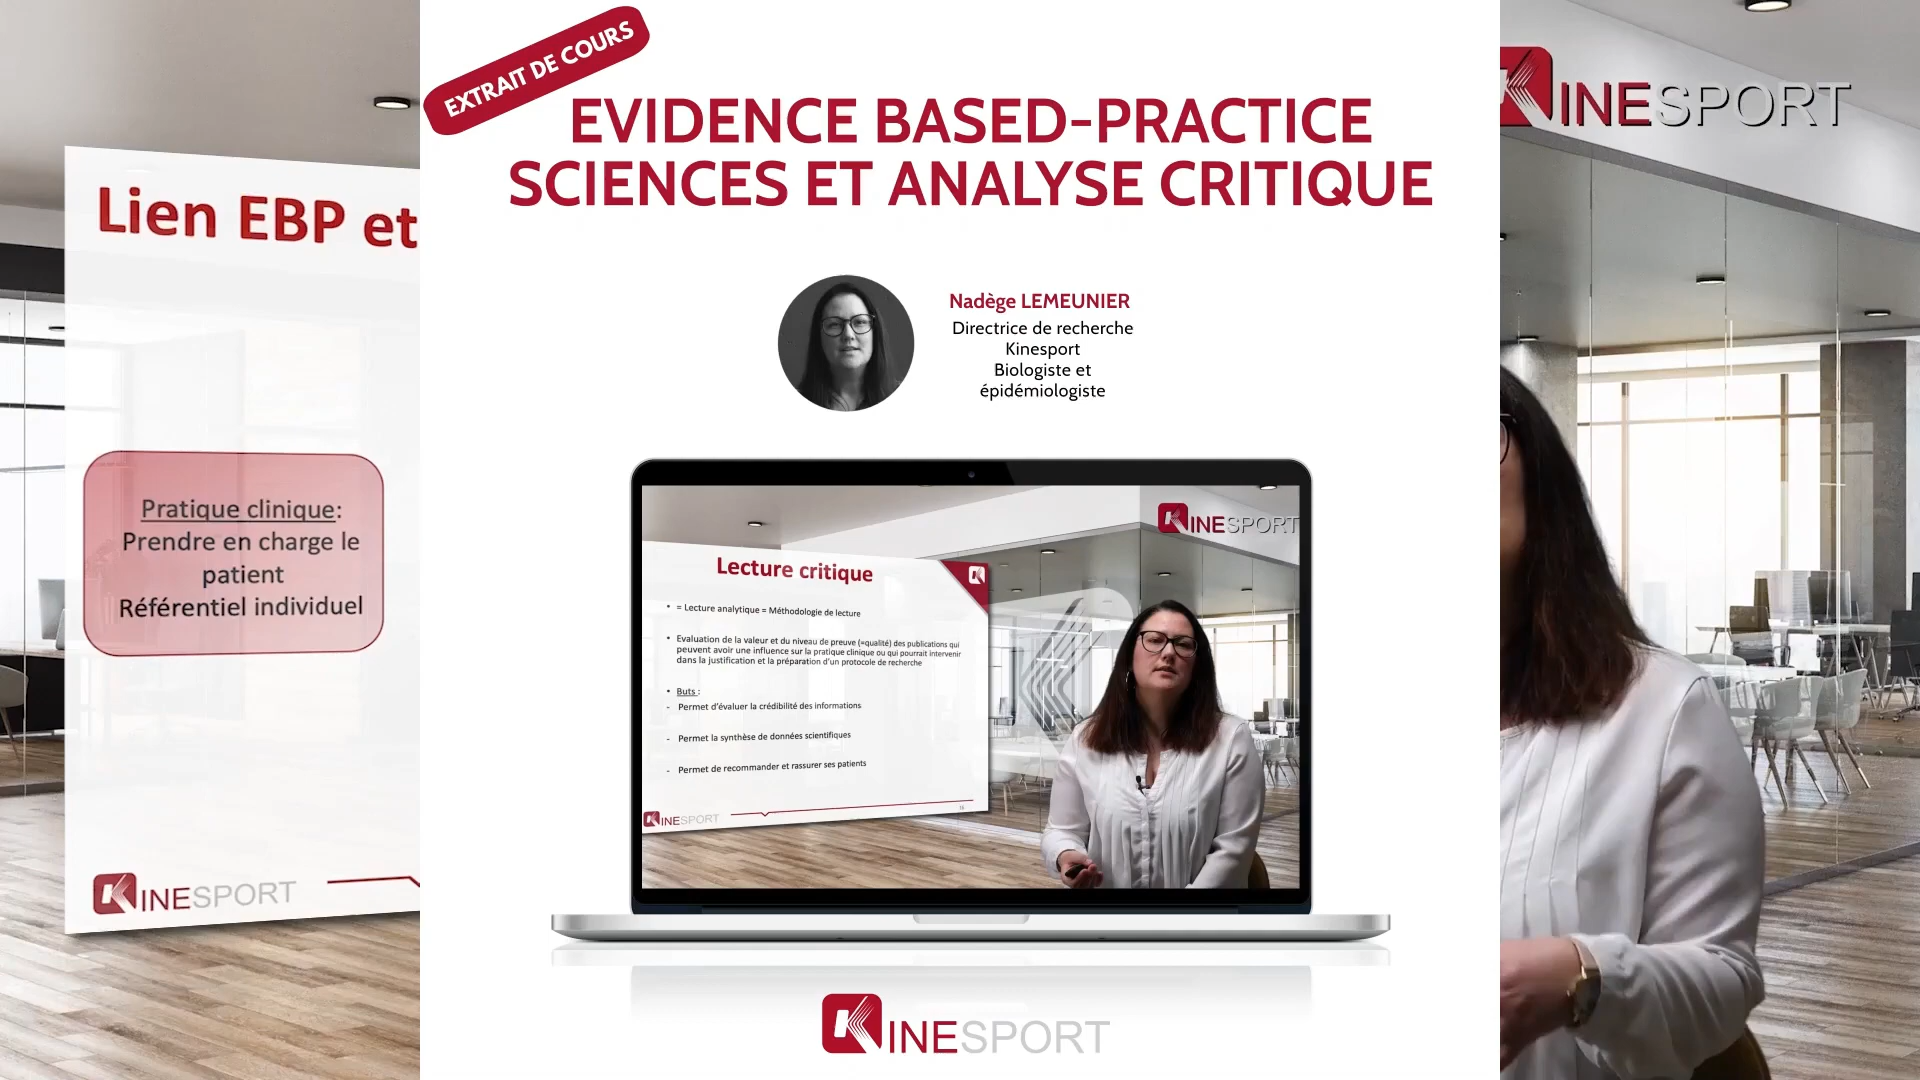 EXTRAIT DE COURS
EVIDENCE BASED-PRACTICE
SCIENCES ET ANALYSE CRITIQUE
Nadège LEMEUNIER
Directrice de recherche
Kinesport
Biologiste et
épidémiologiste
Lien EBP et
Pratique clinique:
Prendre en charge le
patient
Référentiel individuel
KINESPORT
KINESPORT
KINESPORT
Lecture critique
• = Lecture analytique = Méthodologie de lecture
• Evaluation de la valeur et du niveau de preuve (=qualité) des publications qui
peuvent avoir une influence sur la pratique clinique ou qui pourrait intervenir
dans la justification et la préparation d'un protocole de recherche
• Buts :
- Permet d'évaluer la crédibilité des informations
- Permet la synthèse de données scientifiques
- Permet de recommander et rassurer ses patients
KINESPORT
KINESPORT